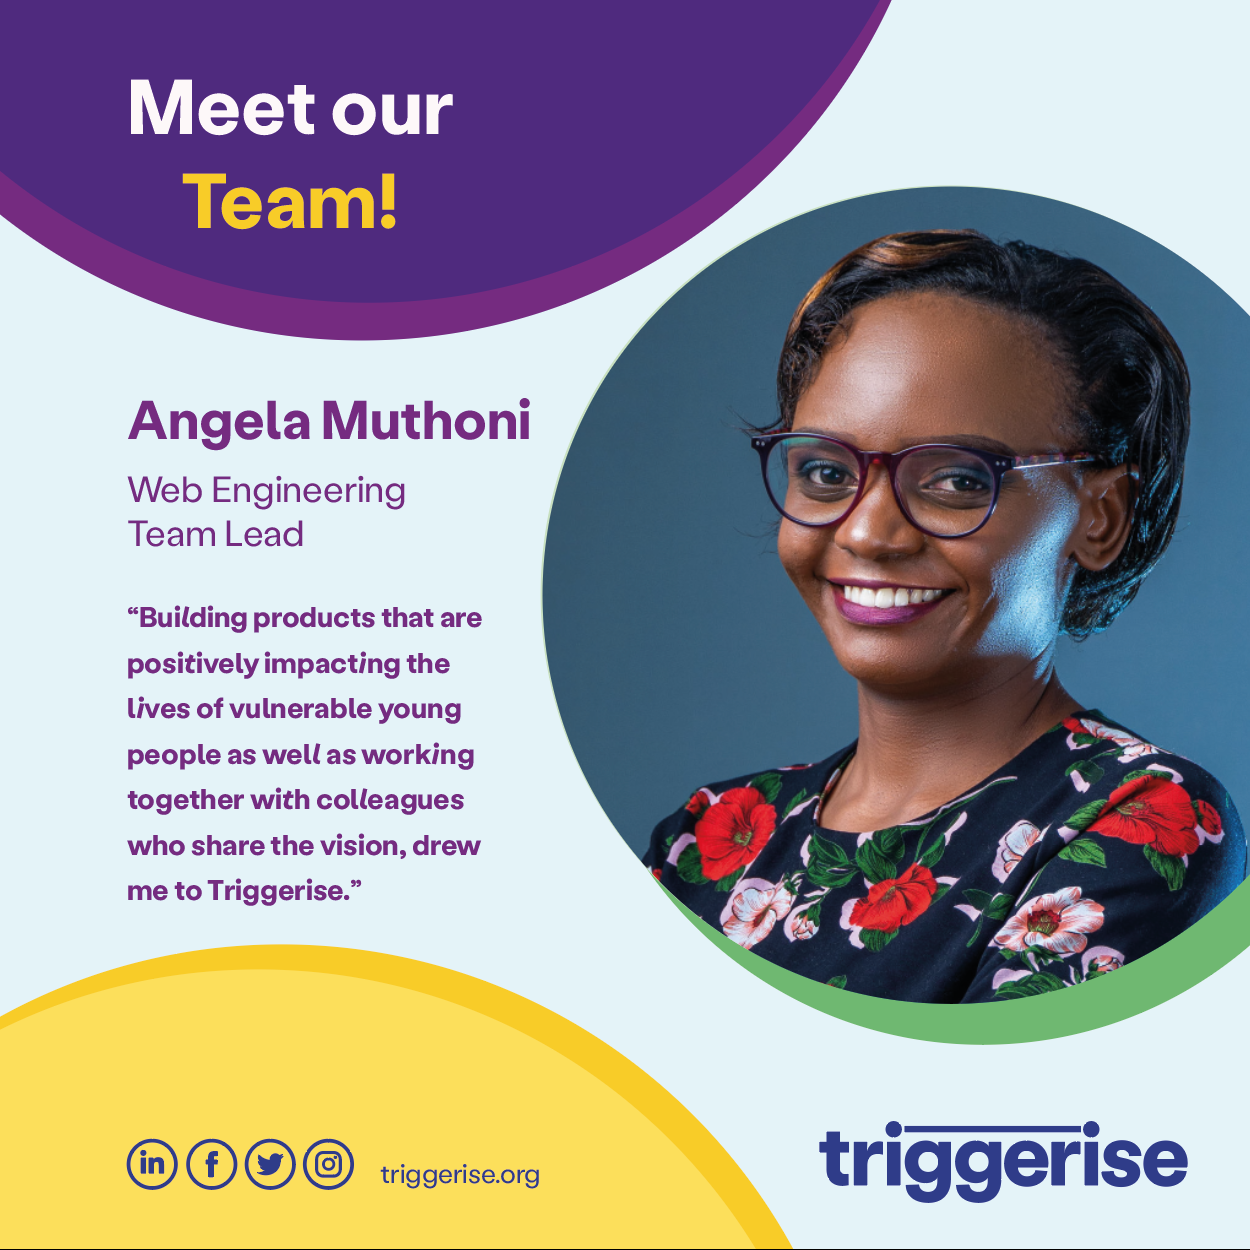 Meet our
Team!
Angela Muthoni
Web Engineering
Team Lead
“Building products that are
positively impacting the
lives of vulnerable young
people as well as working
together with colleagues
who share the vision, drew
me to Triggerise.”
in f
triggerise.org
triggerise